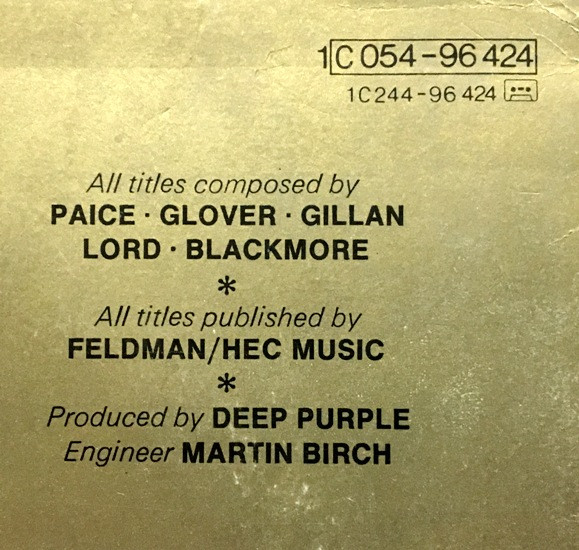 1C 054-96 424
1C 244-96 424
All titles composed by
PAICE · GLOVER · GILLAN
LORD · BLACKMORE
*
All titles published by
FELDMAN/HEC MUSIC
*
Produced by DEEP PURPLE
Engineer MARTIN BIRCH